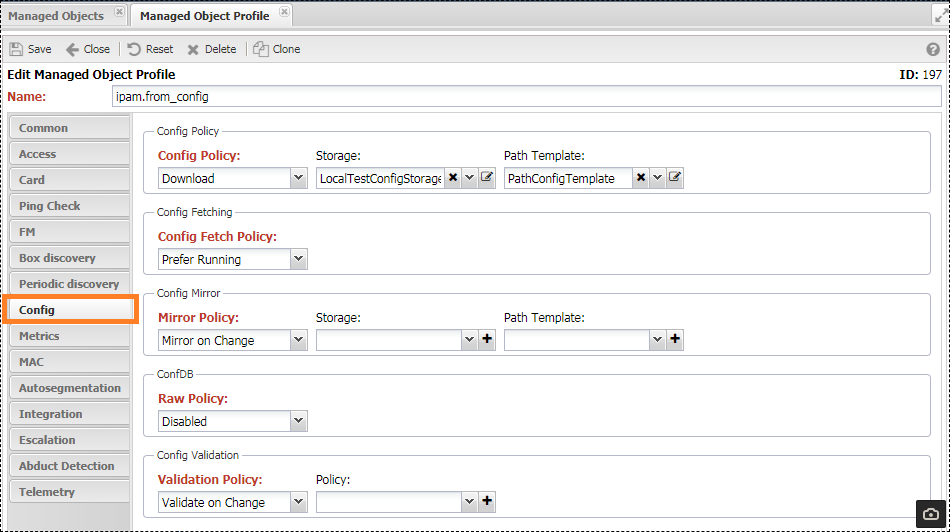 Managed Objects
Managed Object Profile
Save Close Reset Delete Clone
Edit Managed Object Profile
ID: 197
Name: ipam.from_config
Common
Access
Card
Ping Check
FM
Box discovery
Periodic discovery
Config
Metrics
MAC
Autosegmentation
Integration
Escalation
Abduct Detection
Telemetry
Config Policy
Config Policy: Storage: Path Template:
Download LocalTestConfigStorage PathConfigTemplate
Config Fetching
Config Fetch Policy:
Prefer Running
Config Mirror
Mirror Policy: Storage: Path Template:
Mirror on Change
ConfDB
Raw Policy:
Disabled
Config Validation
Validation Policy: Policy:
Validate on Change